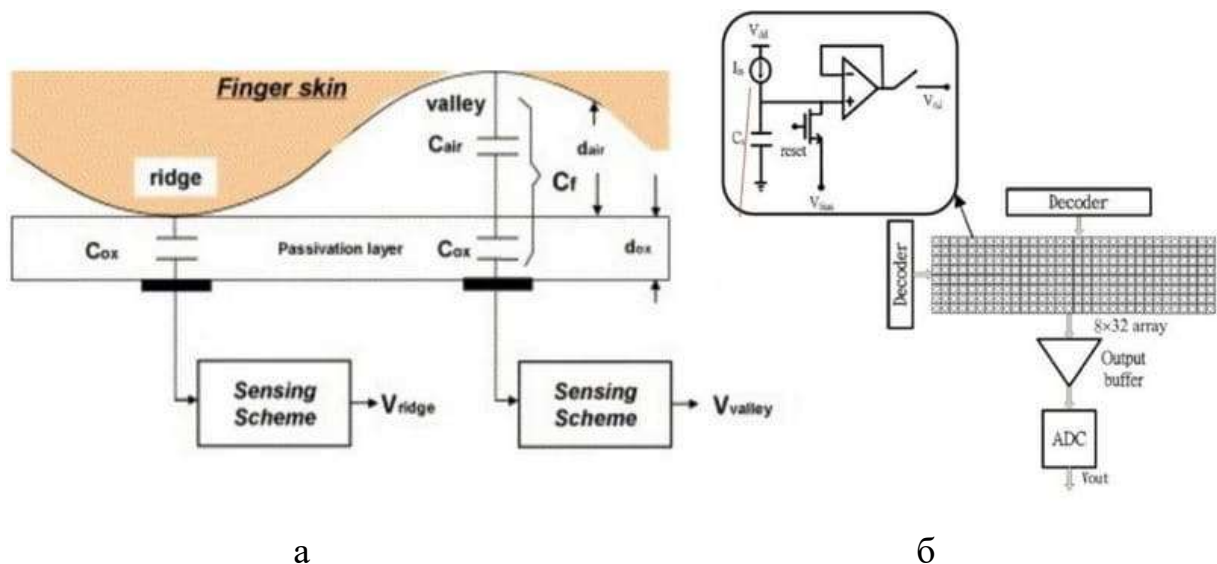 Finger skin
valley
Cair
dair
Cf
ridge
Cox
Passivation layer
Cox
dox
Sensing
Scheme
Vridge
Sensing
Scheme
Vvalley
Vdd
reset
Decoder
Decoder
8×32 array
Output
buffer
ADC
Vout
а
б